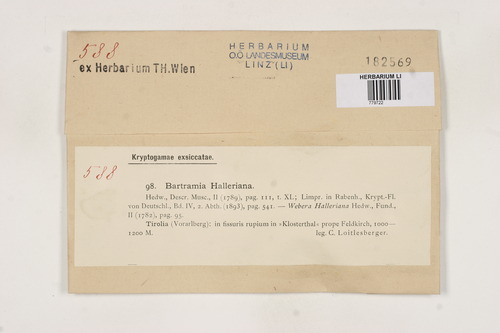 588
ex Herbarium TH.Wien
HERBARIUM
O.Ö LANDESMUSEUM
LINZ (LI)
182569
HERBARIUM LI
779722
Kryptogamae exsiccatae.
588
98. Bartramia Halleriana.
Hedw., Descr. Musc., II (1789), pag. 111, t. XL; Limpr. in Rabenh., Krypt.-Fl.
von Deutschl., Bd. IV, 2. Abth. (1893), pag. 541. — Webera Halleriana Hedw., Fund.,
II (1782), pag. 95.
Tirolia (Vorarlberg): in fissuris rupium in »Klosterthal« prope Feldkirch, 1000—
1200 M. leg. C. Loitlesberger.